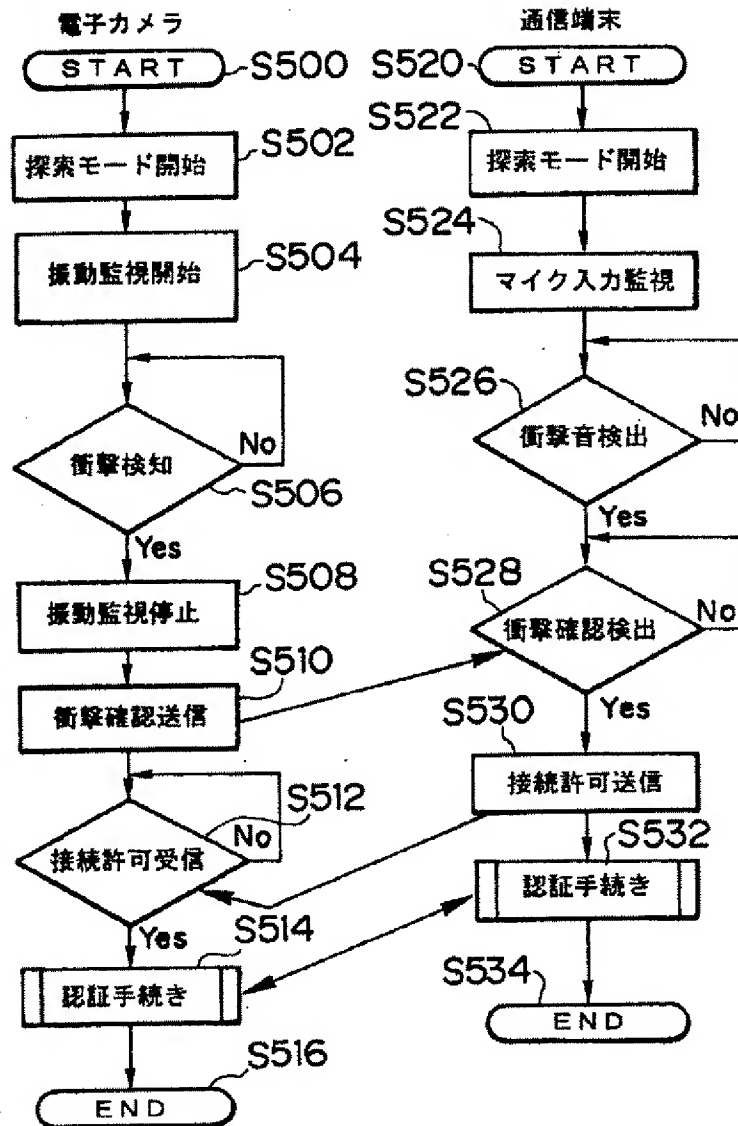 電子カメラ
START
S500
S502
探索モード開始
S504
振動監視開始
No
衝撃検知
S506
Yes
S508
振動監視停止
S510
衝撃確認送信
S512
No
接続許可受信
Yes
S514
認証手続き
S516
END
通信端末
S520
START
S522
探索モード開始
S524
マイク入力監視
S526
No
衝撃音検出
Yes
S528
No
衝撃確認検出
Yes
S530
接続許可送信
S532
認証手続き
S534
END